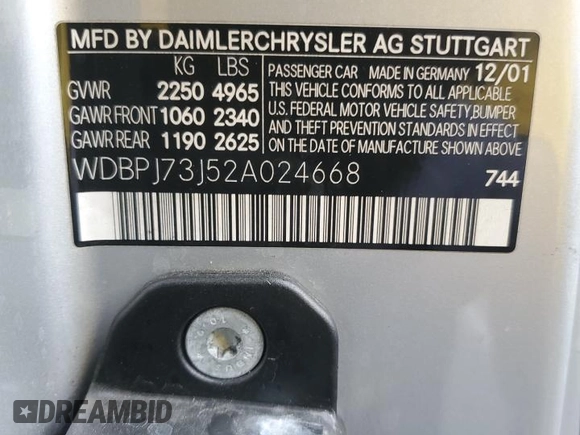 MFD BY DAIMLERCHRYSLER AG STUTTGART
KG LBS
GVWR 2250 4965
GAWR FRONT 1060 2340
GAWR REAR 1190 2625
PASSENGER CAR MADE IN GERMANY 12/01
THIS VEHICLE CONFORMS TO ALL APPLICABLE
U.S. FEDERAL MOTOR VEHICLE SAFETY,BUMPER
AND THEFT PREVENTION STANDARDS IN EFFECT
ON THE DATE OF MANUFACTURE SHOWN ABOVE
WDBPJ73J52A024668 744
DREAMBID